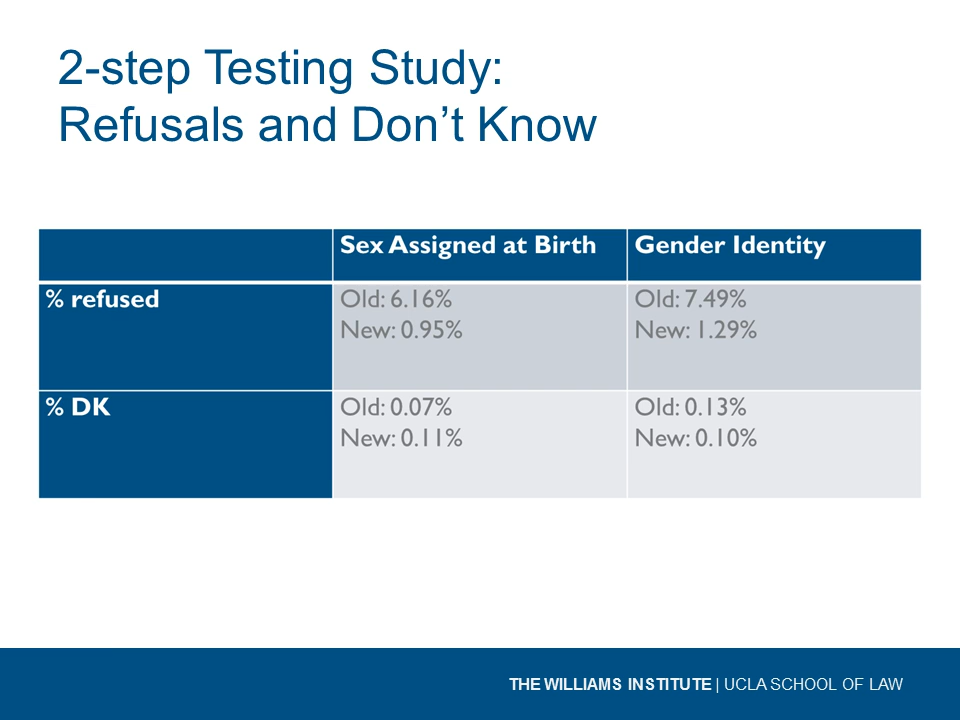 2-step Testing Study:
Refusals and Don’t Know
Sex Assigned at Birth Gender Identity
% refused Old: 6.16% Old: 7.49%
New: 0.95% New: 1.29%
% DK Old: 0.07% Old: 0.13%
New: 0.11% New: 0.10%
THE WILLIAMS INSTITUTE | UCLA SCHOOL OF LAW